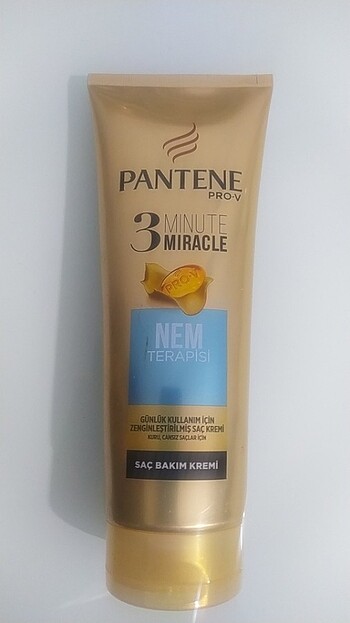 PANTENE
PRO-V
3 MINUTE
MIRACLE
PRO-V
NEM
TERAPİSİ
GÜNLÜK KULLANIM İÇİN
ZENGİNLEŞTİRİLMİŞ SAÇ KREMİ
KURU, CANSIZ SAÇLAR İÇİN
SAÇ BAKIM KREMİ